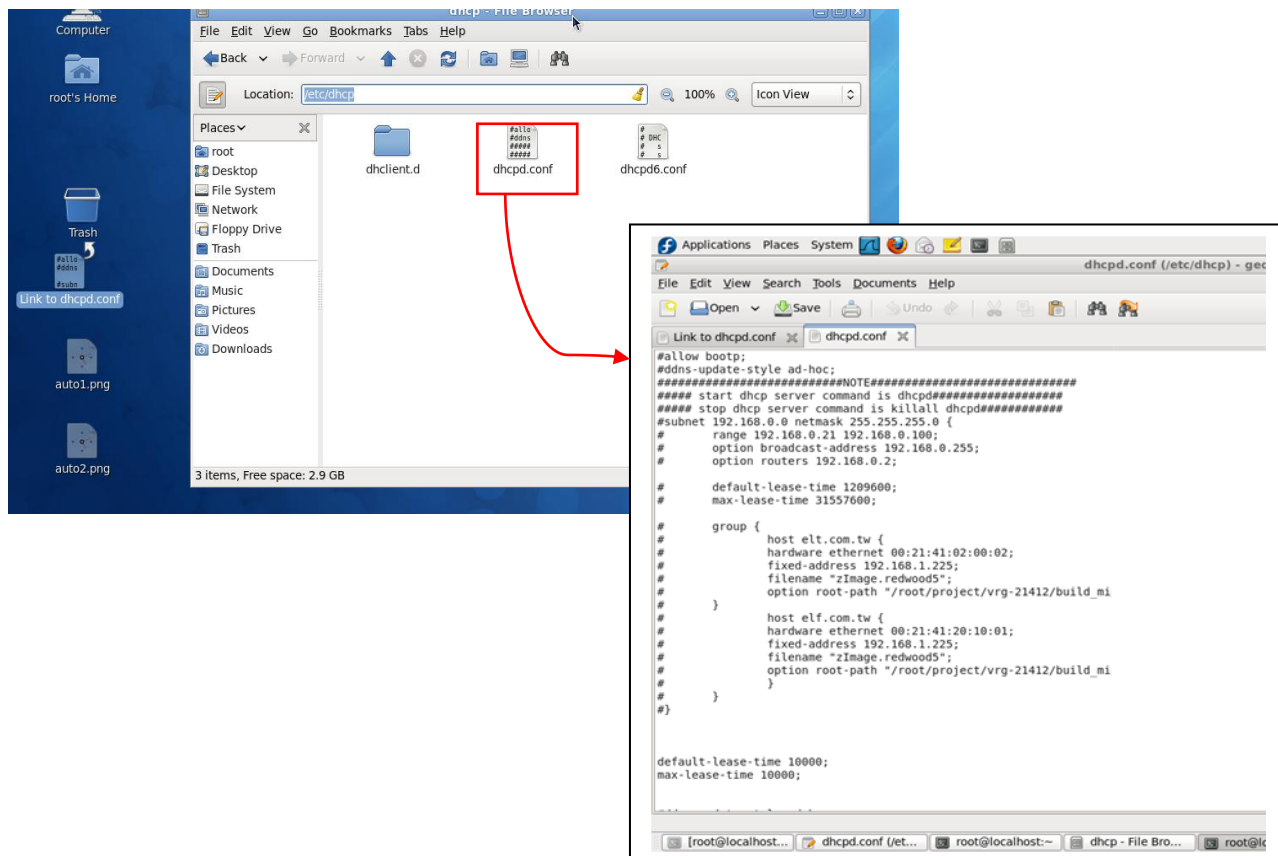 dhcp - File Browser
Computer
File Edit View Go Bookmarks Tabs Help
Back Forward
root's Home
Location: /etc/dhcp 100% Icon View
Places
root
Desktop
File System
Network
Floppy Drive
Trash
Documents
Music
Pictures
Videos
Downloads
dhclient.d
#allo
#ddns
#####
#####
dhcpd.conf
#
# DHC
# s
# s
dhcpd6.conf
3 items, Free space: 2.9 GB
Trash
#allo
#ddns
#subn
Link to dhcpd.conf
auto1.png
auto2.png
Applications Places System
dhcpd.conf (/etc/dhcp) - ged
File Edit View Search Tools Documents Help
Open Save Undo
Link to dhcpd.conf dhcpd.conf
#allow bootp;
#ddns-update-style ad-hoc;
###########################NOTE##############################
##### start dhcp server command is dhcpd###################
##### stop dhcp server command is killall dhcpd############
#subnet 192.168.0.0 netmask 255.255.255.0 {
# range 192.168.0.21 192.168.0.100;
# option broadcast-address 192.168.0.255;
# option routers 192.168.0.2;
# default-lease-time 1209600;
# max-lease-time 31557600;
# group {
# host elt.com.tw {
# hardware ethernet 00:21:41:02:00:02;
# fixed-address 192.168.1.225;
# filename "zImage.redwood5";
# option root-path "/root/project/vrg-21412/build_mi
# }
# host elf.com.tw {
# hardware ethernet 00:21:41:20:10:01;
# fixed-address 192.168.1.225;
# filename "zImage.redwood5";
# option root-path "/root/project/vrg-21412/build_mi
# }
# }
#}
default-lease-time 10000;
max-lease-time 10000;
[root@localhost... dhcpd.conf (/et... root@localhost:~ dhcp - File Bro... root@lo